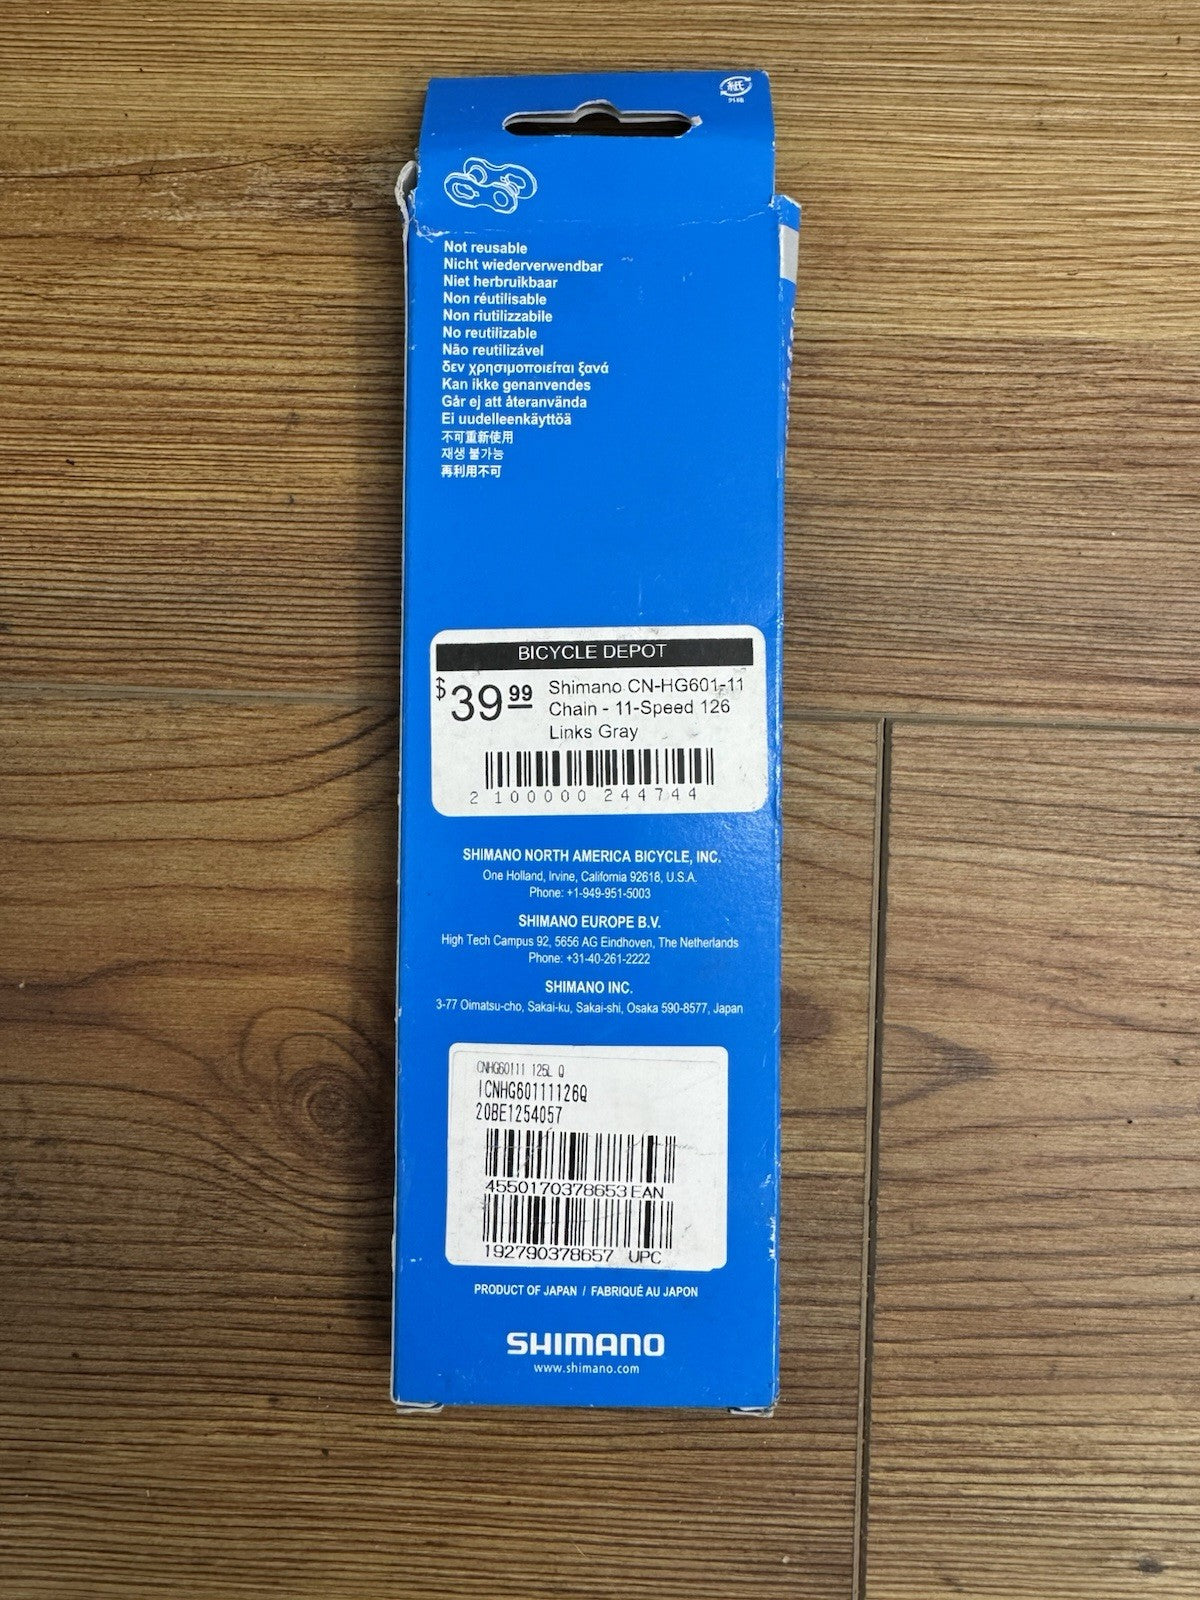 紙
Not reusable
Nicht wiederverwendbar
Niet herbruikbaar
Non réutilisable
Non riutilizzabile
No reutilizable
Não reutilizável
δεν χρησιμοποιείται ξανά
Kan ikke genanvendes
Går ej att återanvända
Ei uudelleenkäyttöä
不可重新使用
재생 불가능
再利用不可
BICYCLE DEPOT
$39.99 Shimano CN-HG601-11
Chain - 11-Speed 126
Links Gray
2 100000 244744
SHIMANO NORTH AMERICA BICYCLE, INC.
One Holland, Irvine, California 92618, U.S.A.
Phone: +1-949-951-5003
SHIMANO EUROPE B.V.
High Tech Campus 92, 5656 AG Eindhoven, The Netherlands
Phone: +31-40-261-2222
SHIMANO INC.
3-77 Oimatsu-cho, Sakai-ku, Sakai-shi, Osaka 590-8577, Japan
CNHG60111 125L Q
ICNHG60111126Q
20BE1254057
4550170378653 EAN
192790378657 UPC
PRODUCT OF JAPAN / FABRIQUÉ AU JAPON
SHIMANO
www.shimano.com